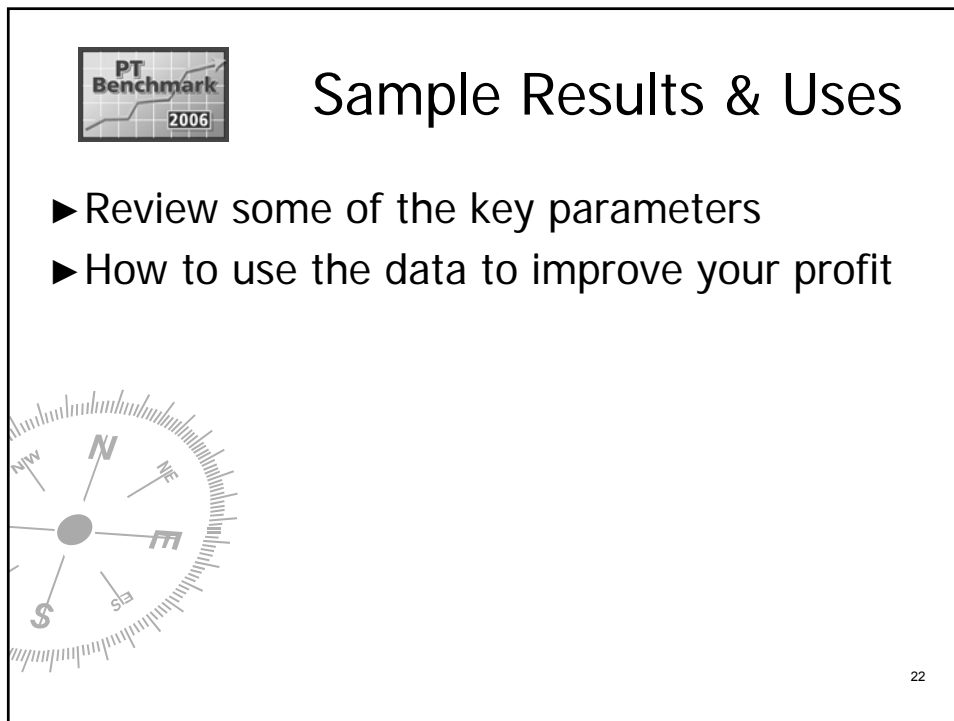 PT
Benchmark
2006
Sample Results & Uses
►Review some of the key parameters
►How to use the data to improve your profit
N
NW
NE
E
SE
S
22